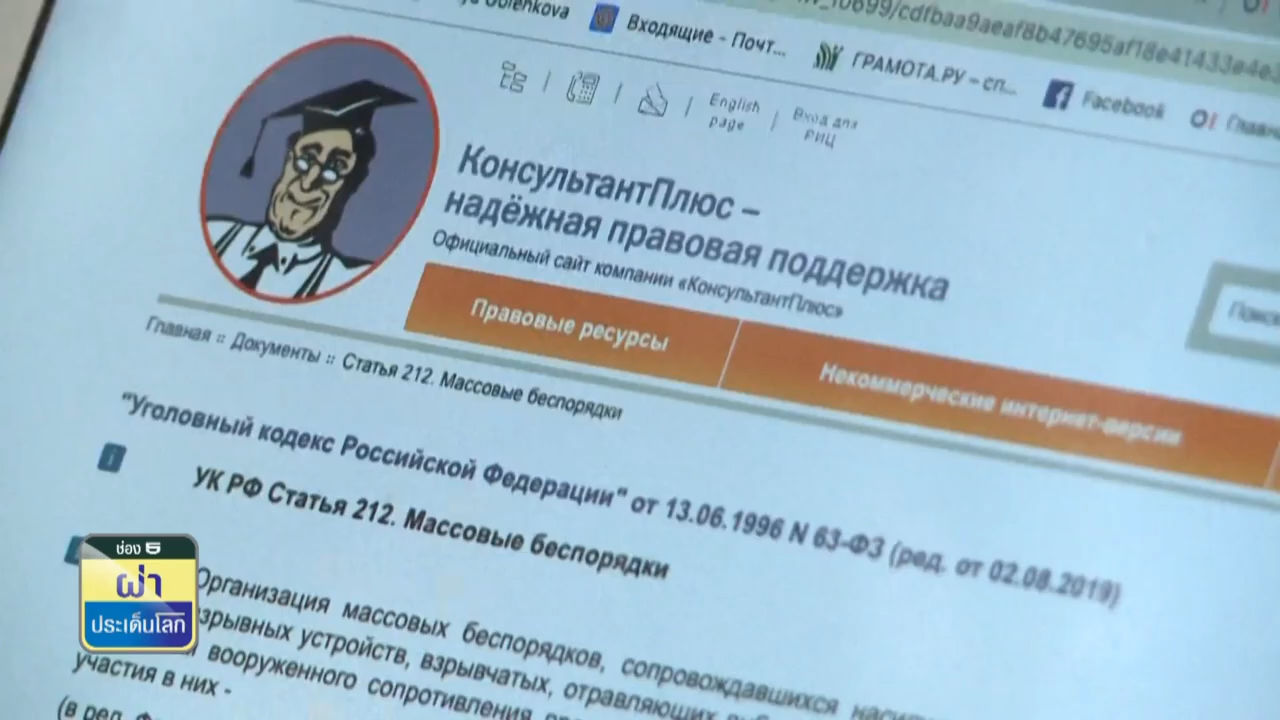 Входящие - Почт...
ГРАМОТА.РУ – сп...
Facebook
English page
Вход для РИЦ
КонсультантПлюс –
надёжная правовая поддержка
Официальный сайт компании «КонсультантПлюс»
Правовые ресурсы
Некоммерческие интернет-версии
Главная :: Документы :: Статья 212. Массовые беспорядки
"Уголовный кодекс Российской Федерации" от 13.06.1996 N 63-ФЗ (ред. от 02.08.2019)
УК РФ Статья 212. Массовые беспорядки
Организация массовых беспорядков, сопровождавшихся
устройств, взрывчатых, отравляющих
вооруженного сопротивления
участия в них -
(в ред.
ช่อง 5
ผ่า
ประเด็นโลก